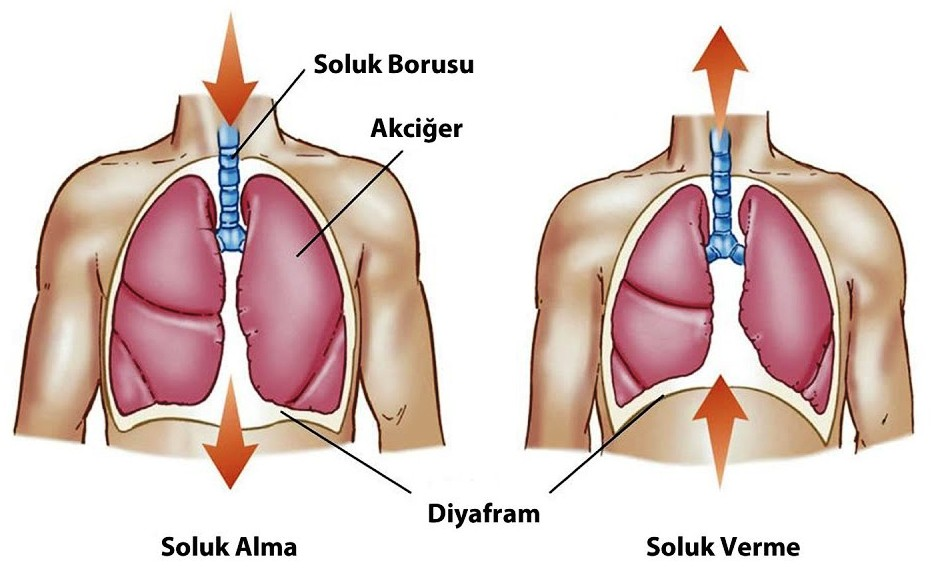 Soluk Borusu
Akciğer
Diyafram
Soluk Alma
Soluk Verme